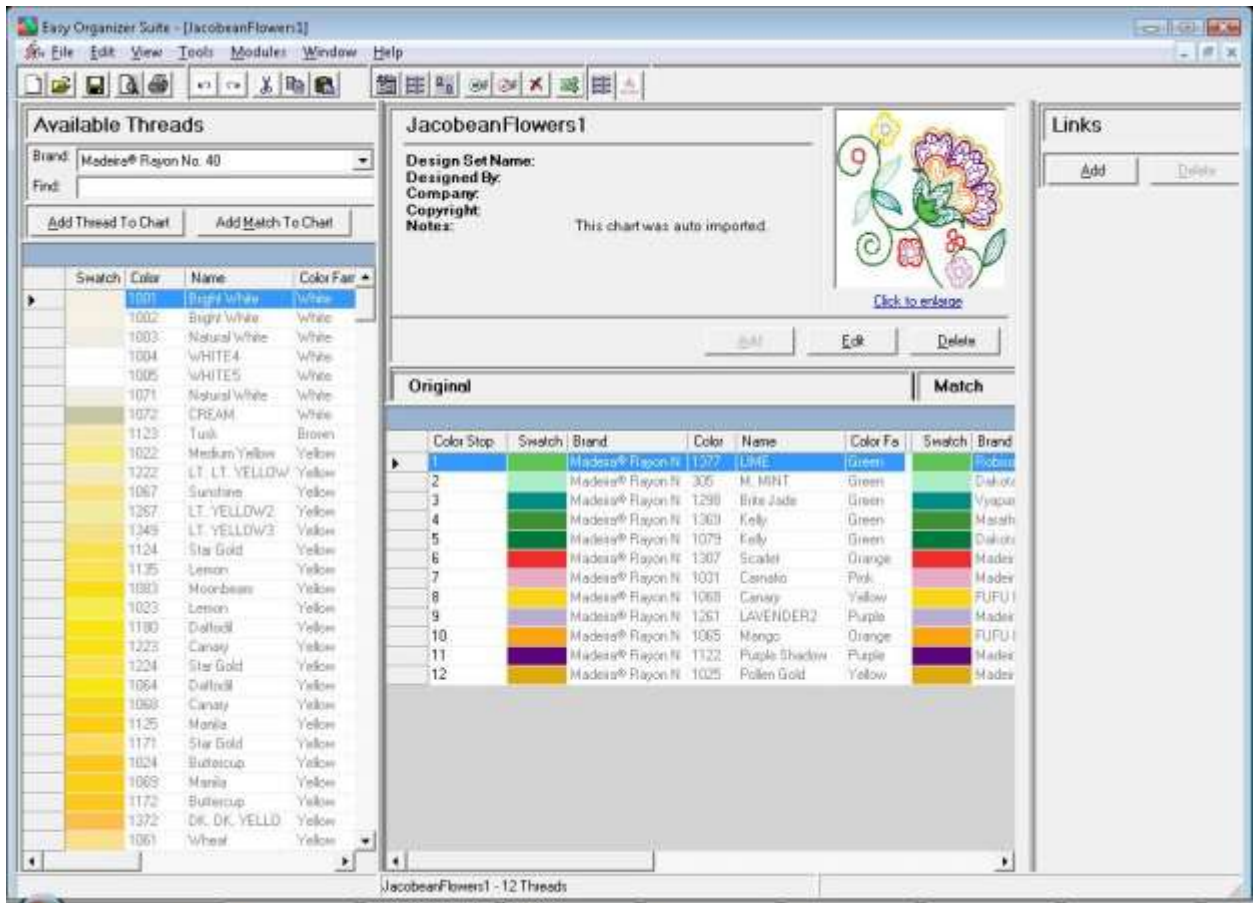 Easy Organizer Suite - [JacobeanFlowers1]
File Edit View Tools Modules Window Help
Available Threads
Brand: Madeira® Rayon No. 40
Find:
Add Thread To Chart Add Match To Chart
Swatch Color Name Color Fam
1001 Bright White White
1002 Bright White White
1003 Natural White White
1004 WHITE4 White
1005 WHITE5 White
1071 Natural White White
1072 CREAM White
1123 Tusk Brown
1022 Medium Yellow Yellow
1222 LT. LT. YELLOW Yellow
1067 Sunshine Yellow
1267 LT. YELLOW2 Yellow
1349 LT. YELLOW3 Yellow
1124 Star Gold Yellow
1135 Lemon Yellow
1083 Moonbeam Yellow
1023 Lemon Yellow
1180 Daffodil Yellow
1223 Canary Yellow
1224 Star Gold Yellow
1064 Daffodil Yellow
1068 Canary Yellow
1125 Manila Yellow
1171 Star Gold Yellow
1024 Buttercup Yellow
1069 Manila Yellow
1172 Buttercup Yellow
1372 DK. DK. YELLO Yellow
1061 Wheat Yellow
JacobeanFlowers1
Design Set Name:
Designed By:
Company:
Copyright:
Notes: This chart was auto imported.
Click to enlarge
Add Edit Delete
Original Match
Color Stop Swatch Brand Color Name Color Fa Swatch Brand
1 Madeira® Rayon N 1377 LIME Green Robiso
2 Madeira® Rayon N 305 M. MINT Green Dakota
3 Madeira® Rayon N 1298 Brite Jade Green Vyapar
4 Madeira® Rayon N 1369 Kelly Green Marath
5 Madeira® Rayon N 1079 Kelly Green Dakota
6 Madeira® Rayon N 1307 Scarlet Orange Madeir
7 Madeira® Rayon N 1031 Carnatio Pink Madeir
8 Madeira® Rayon N 1068 Canary Yellow FUFU
9 Madeira® Rayon N 1261 LAVENDER2 Purple Madeir
10 Madeira® Rayon N 1065 Mango Orange FUFU
11 Madeira® Rayon N 1122 Purple Shadow Purple Madeir
12 Madeira® Rayon N 1025 Pollen Gold Yellow Madeir
Links
Add Delete
JacobeanFlowers1 - 12 Threads